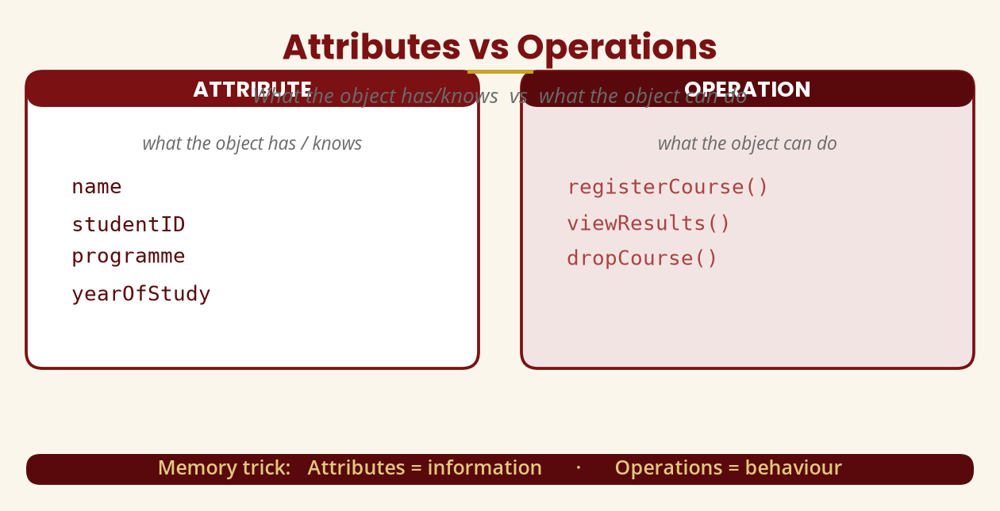 Attributes vs Operations
What the object has/knows vs what the object can do
ATTRIBUTE
what the object has / knows
name
studentID
programme
yearOfStudy
OPERATION
what the object can do
registerCourse()
viewResults()
dropCourse()
Memory trick: Attributes = information · Operations = behaviour